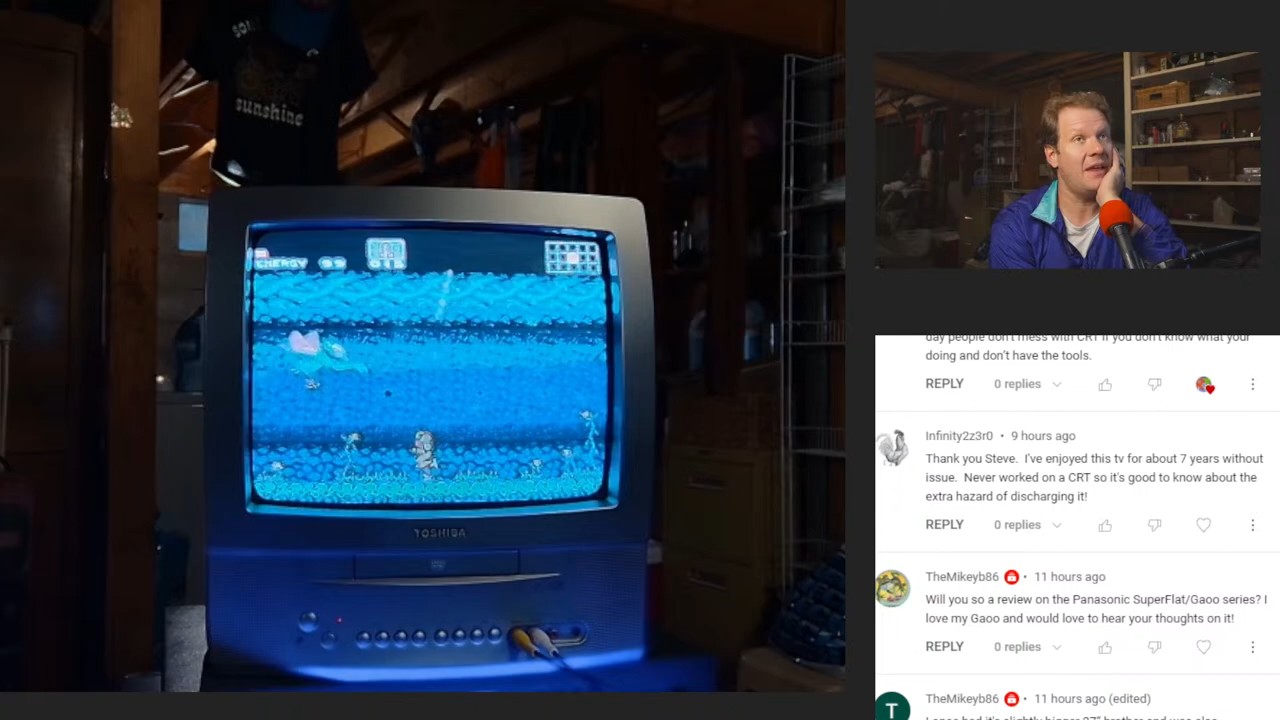 SOME
sunshine
ENERGY 99
015
TOSHIBA
day people don't mess with CRT if you don't know what your
doing and don't have the tools.
REPLY 0 replies
Infinity2z3r0 • 9 hours ago
Thank you Steve. I've enjoyed this tv for about 7 years without
issue. Never worked on a CRT so it's good to know about the
extra hazard of discharging it!
REPLY 0 replies
TheMikeyb86 • 11 hours ago
Will you so a review on the Panasonic SuperFlat/Gaoo series? I
love my Gaoo and would love to hear your thoughts on it!
REPLY 0 replies
TheMikeyb86 • 11 hours ago (edited)
T